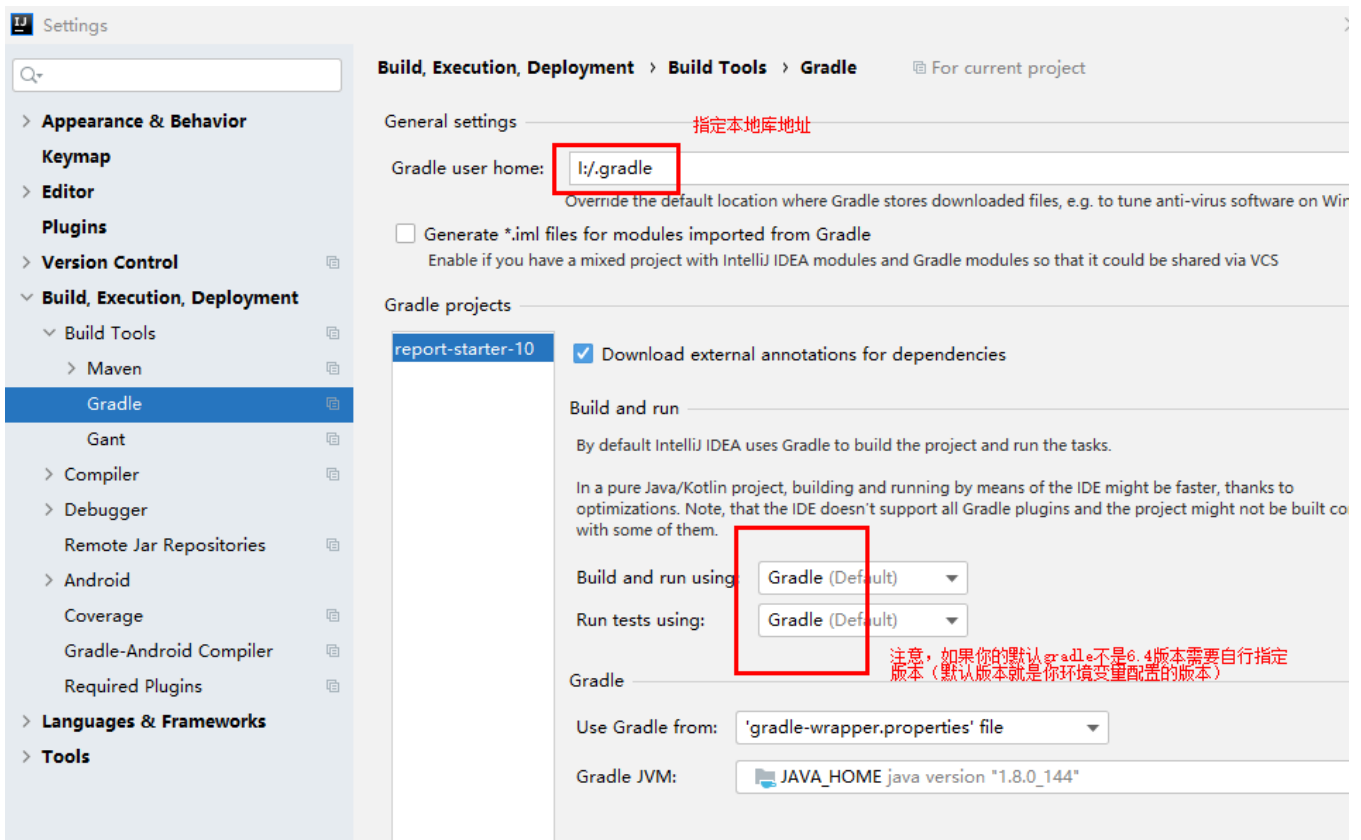 Settings
Appearance & Behavior
Keymap
Editor
Plugins
Version Control
Build, Execution, Deployment
Build Tools
Maven
Gradle
Gant
Compiler
Debugger
Remote Jar Repositories
Android
Coverage
Gradle-Android Compiler
Required Plugins
Languages & Frameworks
Tools
Build, Execution, Deployment › Build Tools › Gradle For current project
General settings
指定本地库地址
Gradle user home: I:/.gradle
Override the default location where Gradle stores downloaded files, e.g. to tune anti-virus software on Win
Generate *.iml files for modules imported from Gradle
Enable if you have a mixed project with IntelliJ IDEA modules and Gradle modules so that it could be shared via VCS
Gradle projects
report-starter-10
Download external annotations for dependencies
Build and run
By default IntelliJ IDEA uses Gradle to build the project and run the tasks.
In a pure Java/Kotlin project, building and running by means of the IDE might be faster, thanks to
optimizations. Note, that the IDE doesn't support all Gradle plugins and the project might not be built co
with some of them.
Build and run using: Gradle (Default)
Run tests using: Gradle (Default)
注意，如果你的默认gradle不是6.4版本需要自行指定
版本（默认版本就是你环境变量配置的版本）
Gradle
Use Gradle from: 'gradle-wrapper.properties' file
Gradle JVM: JAVA_HOME java version "1.8.0_144"